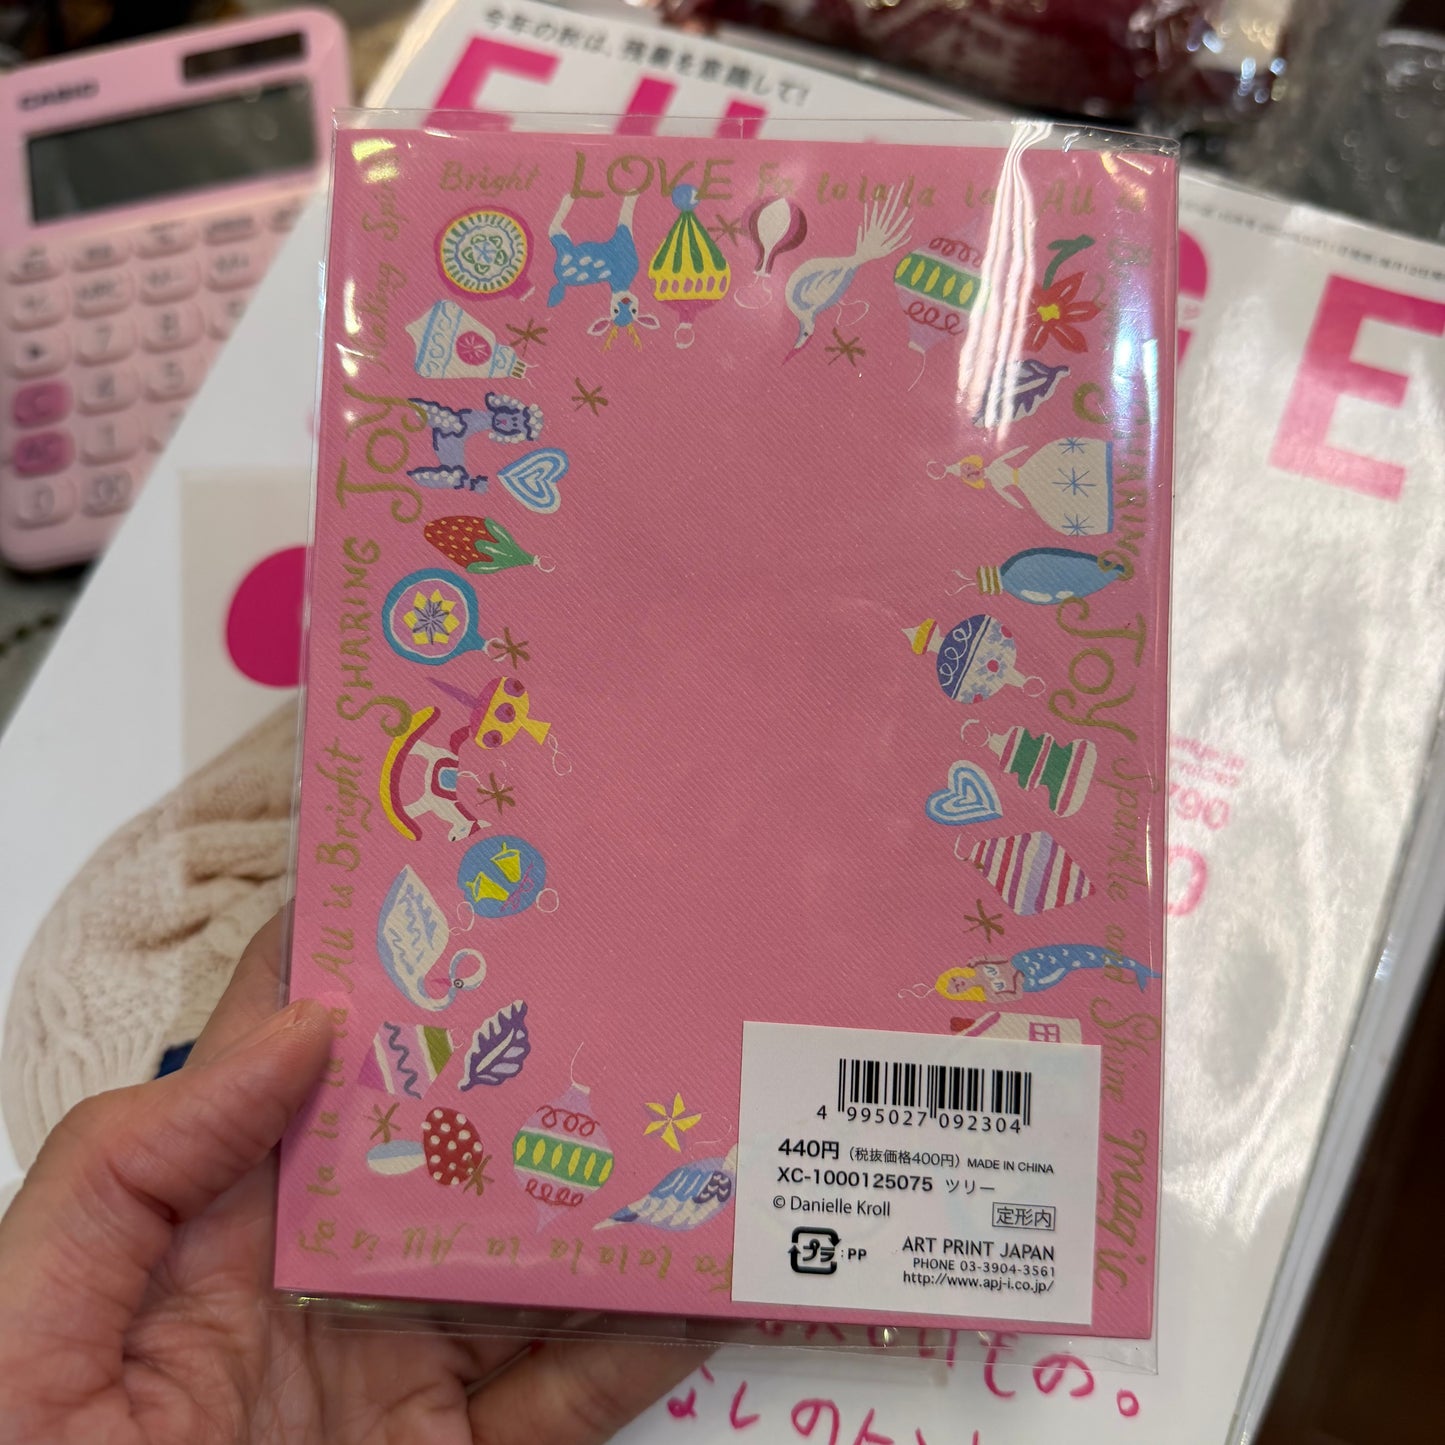 CASIO
今年の秋は、残暑を意識して!
E
Bright LOVE Fa la la la la All is
Making Spirits
JOY
SHARING
All is Bright
Fa la la la la
SHARING
JOY
Sparkle and Shine
magic
Fa la la la la All is
4 995027 092304
440円 (税抜価格400円) MADE IN CHINA
XC-1000125075 ツリー
© Danielle Kroll
定形内
プラ : PP
ART PRINT JAPAN
PHONE 03-3904-3561
http://www.apj-i.co.jp/